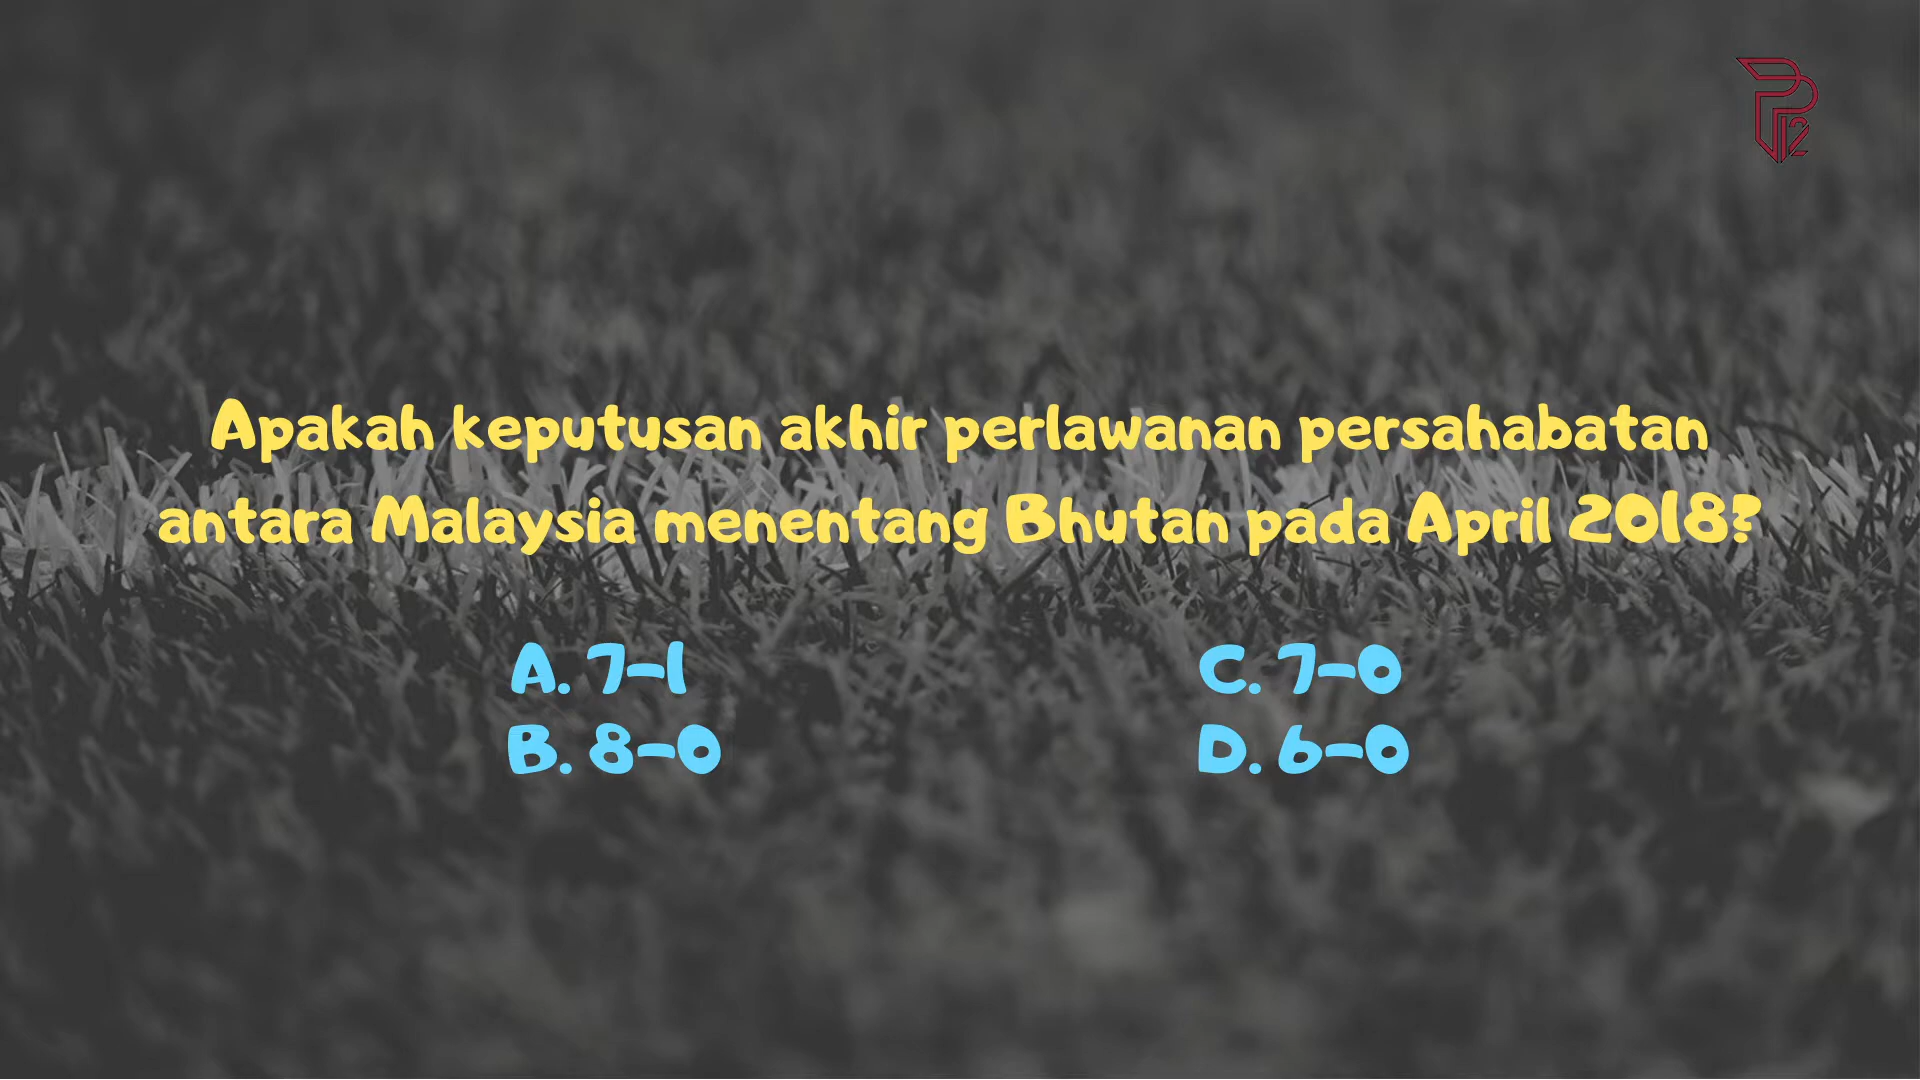 Apakah keputusan akhir perlawanan persahabatan
antara Malaysia menentang Bhutan pada April 2018?
A. 7-1
B. 8-0
C. 7-0
D. 6-0